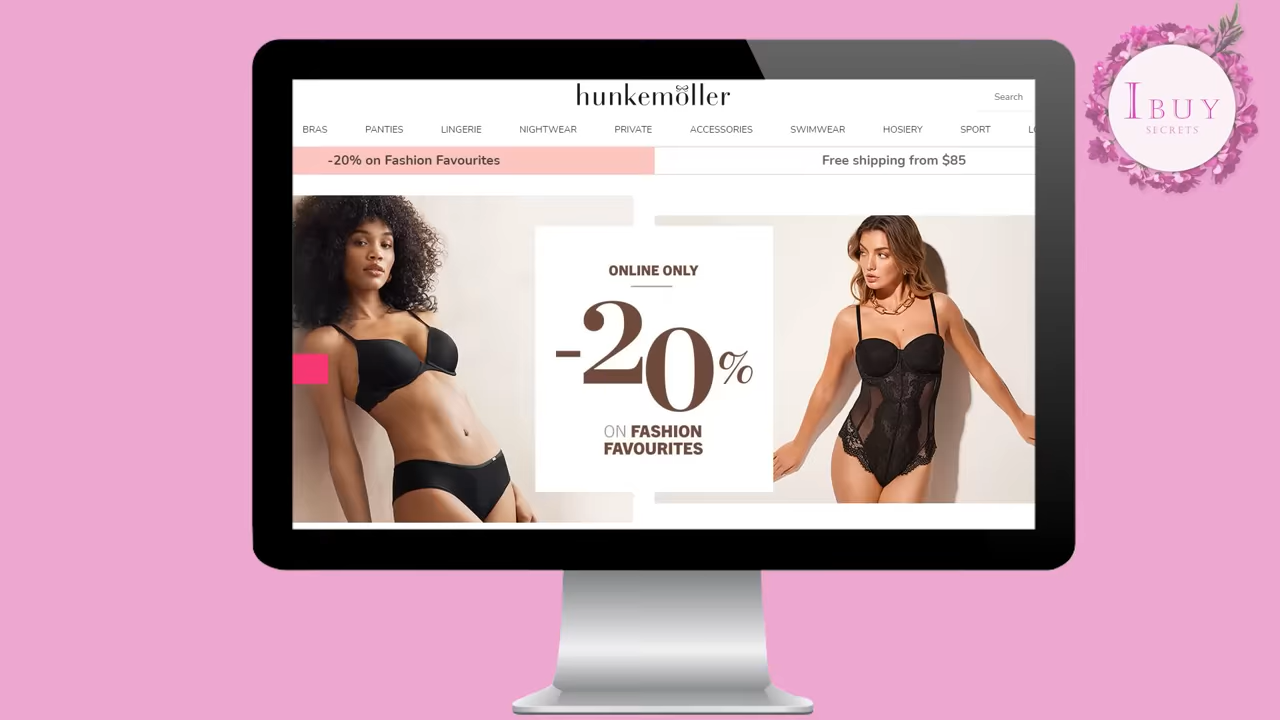 hunkemöller
Search
BRAS PANTIES LINGERIE NIGHTWEAR PRIVATE ACCESSORIES SWIMWEAR HOSIERY SPORT
-20% on Fashion Favourites
Free shipping from $85
ONLINE ONLY
-20%
ON FASHION
FAVOURITES
I BUY
SECRETS